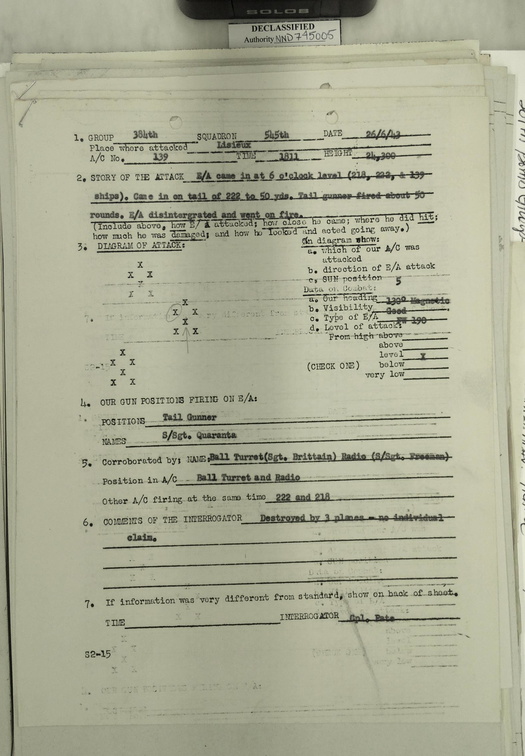 SOLOS
DECLASSIFIED
Authority NND745005
1. GROUP 384th SQUADRON 545th DATE 26/6/43
Place where attacked Lisieux
A/C No. 139 TIME 1811 HEIGHT 24,300
2. STORY OF THE ATTACK E/A came in at 6 o'clock level (218, 222, & 139
ships). Came in on tail of 222 to 50 yds. Tail gunner fired about 50
rounds. E/A disintergrated and went on fire.
(Include above, how E/A attacked; how close he came; where he did hit;
how much he was damaged; and how he looked and acted going away.)
3. DIAGRAM OF ATTACK:
On diagram show:
a. which of our A/C was
attacked
b. direction of E/A attack
c. SUN position 5
Data on Combat:
a. Our heading 130° Magnetic
b. Visibility Good
c. Type of E/A FW 190
d. Level of attack:
From high above
above
level x
(CHECK ONE) below
very low
X
X X
X
X X
X
X X
X
X X
X
X X
X
X X
4. OUR GUN POSITIONS FIRING ON E/A:
POSITIONS Tail Gunner
NAMES S/Sgt. Quaranta
5. Corroborated by: NAME: Ball Turret(Sgt. Brittain) Radio (S/Sgt. Freeman)
Position in A/C Ball Turret and Radio
Other A/C firing at the same time 222 and 218
6. COMMENTS OF THE INTERROGATOR Destroyed by 3 planes - no individual
claim.
7. If information was very different from standard, show on back of sheet.
TIME INTERROGATOR Cpl. Pate
S2-15